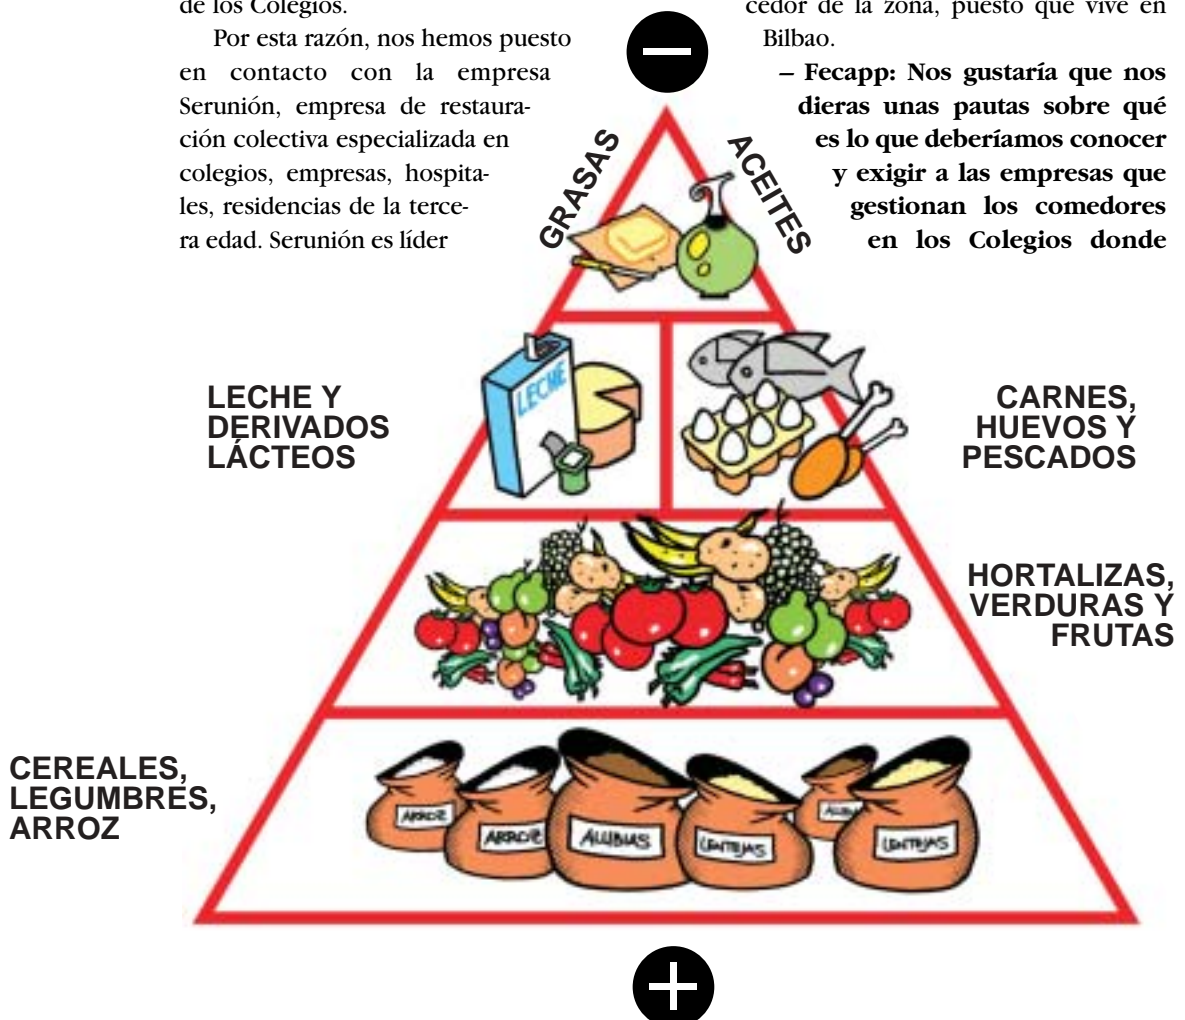 de los Colegios.
Por esta razón, nos hemos puesto
en contacto con la empresa
Serunión, empresa de restaura-
ción colectiva especializada en
colegios, empresas, hospita-
les, residencias de la terce-
ra edad. Serunión es líder
cedor de la zona, puesto que vive en
Bilbao.
– Fecapp: Nos gustaría que nos
dieras unas pautas sobre qué
es lo que deberíamos conocer
y exigir a las empresas que
gestionan los comedores
en los Colegios donde
GRASAS
ACEITES
LECHE Y
DERIVADOS
LÁCTEOS
LECHE
CARNES,
HUEVOS Y
PESCADOS
HORTALIZAS,
VERDURAS Y
FRUTAS
CEREALES,
LEGUMBRES,
ARROZ
ARROZ
ARROZ
ALUBIAS
LENTEJAS
LENTEJAS